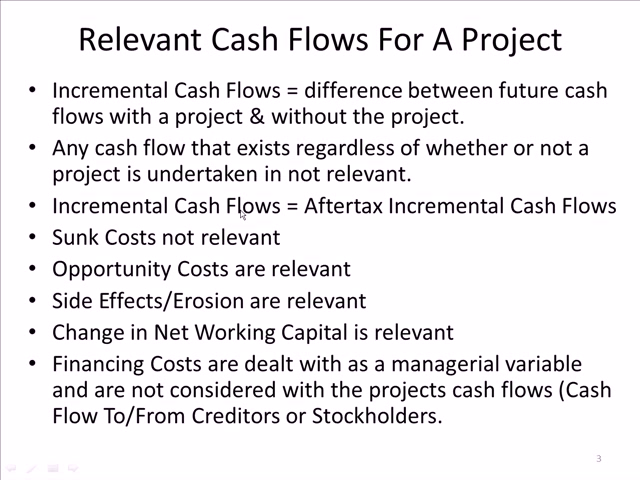 Relevant Cash Flows For A Project
• Incremental Cash Flows = difference between future cash
flows with a project & without the project.
• Any cash flow that exists regardless of whether or not a
project is undertaken in not relevant.
• Incremental Cash Flows = Aftertax Incremental Cash Flows
• Sunk Costs not relevant
• Opportunity Costs are relevant
• Side Effects/Erosion are relevant
• Change in Net Working Capital is relevant
• Financing Costs are dealt with as a managerial variable
and are not considered with the projects cash flows (Cash
Flow To/From Creditors or Stockholders.
3